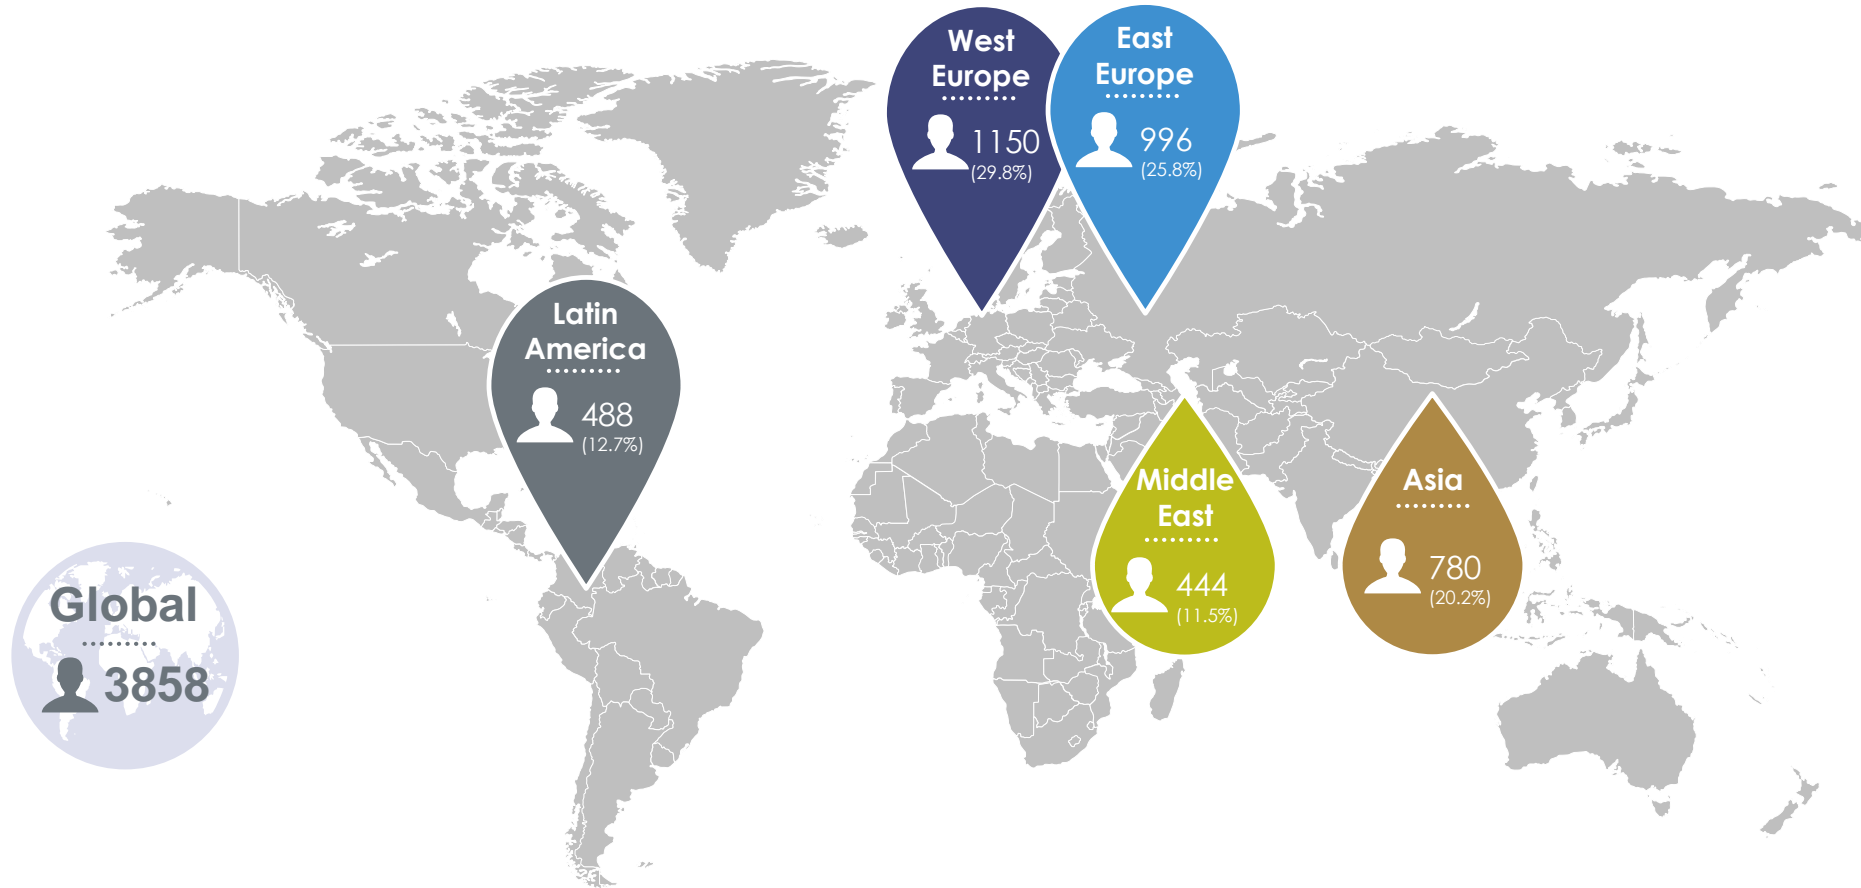 West
Europe
1150
(29.8%)
East
Europe
996
(25.8%)
Latin
America
488
(12.7%)
Middle
East
444
(11.5%)
Asia
780
(20.2%)
Global
3858